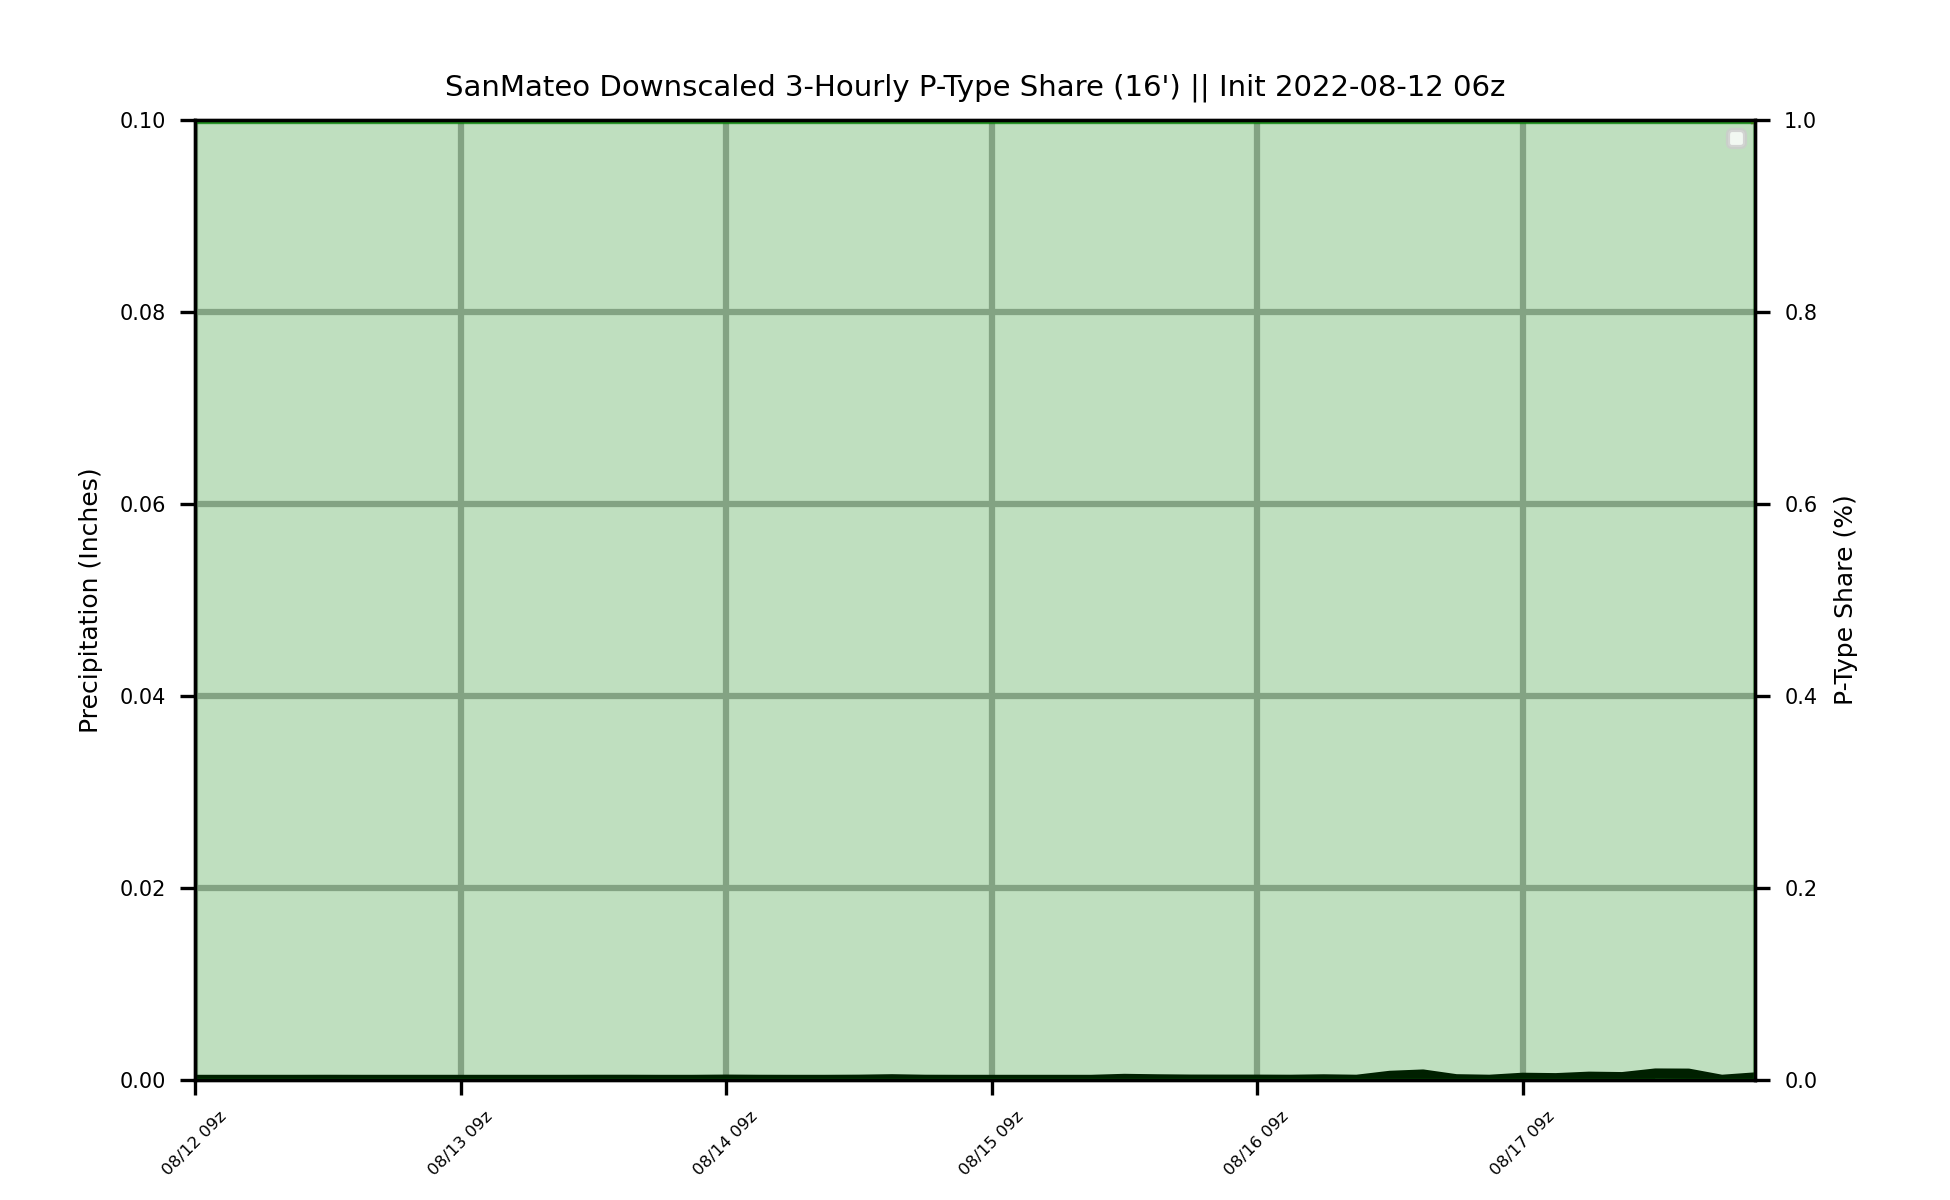 SanMateo Downscaled 3-Hourly P-Type Share (16') || Init 2022-08-12 06z
Precipitation (Inches)
0.10
0.08
0.06
0.04
0.02
0.00
1.0
0.8
0.6
0.4
0.2
0.0
P-Type Share (%)
08/12 09z
08/13 09z
08/14 09z
08/15 09z
08/16 09z
08/17 09z